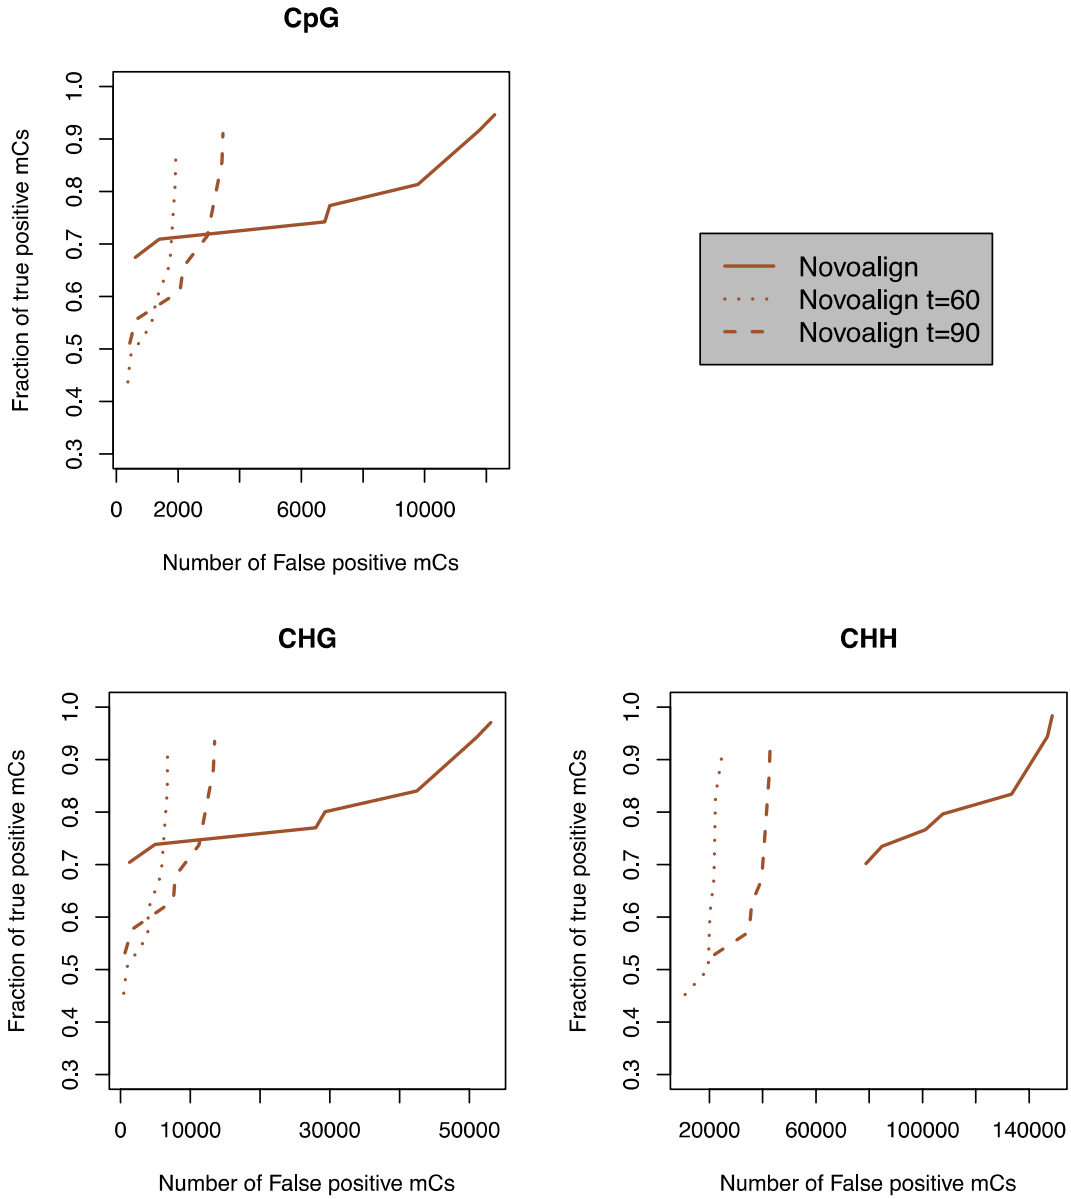 CpG
Fraction of true positive mCs
1.0
0.9
0.8
0.7
0.6
0.5
0.4
0.3
0 2000 6000 10000
Number of False positive mCs
Novoalign
Novoalign t=60
Novoalign t=90
CHG
Fraction of true positive mCs
1.0
0.9
0.8
0.7
0.6
0.5
0.4
0.3
0 10000 30000 50000
Number of False positive mCs
CHH
Fraction of true positive mCs
1.0
0.9
0.8
0.7
0.6
0.5
0.4
0.3
20000 60000 100000 140000
Number of False positive mCs